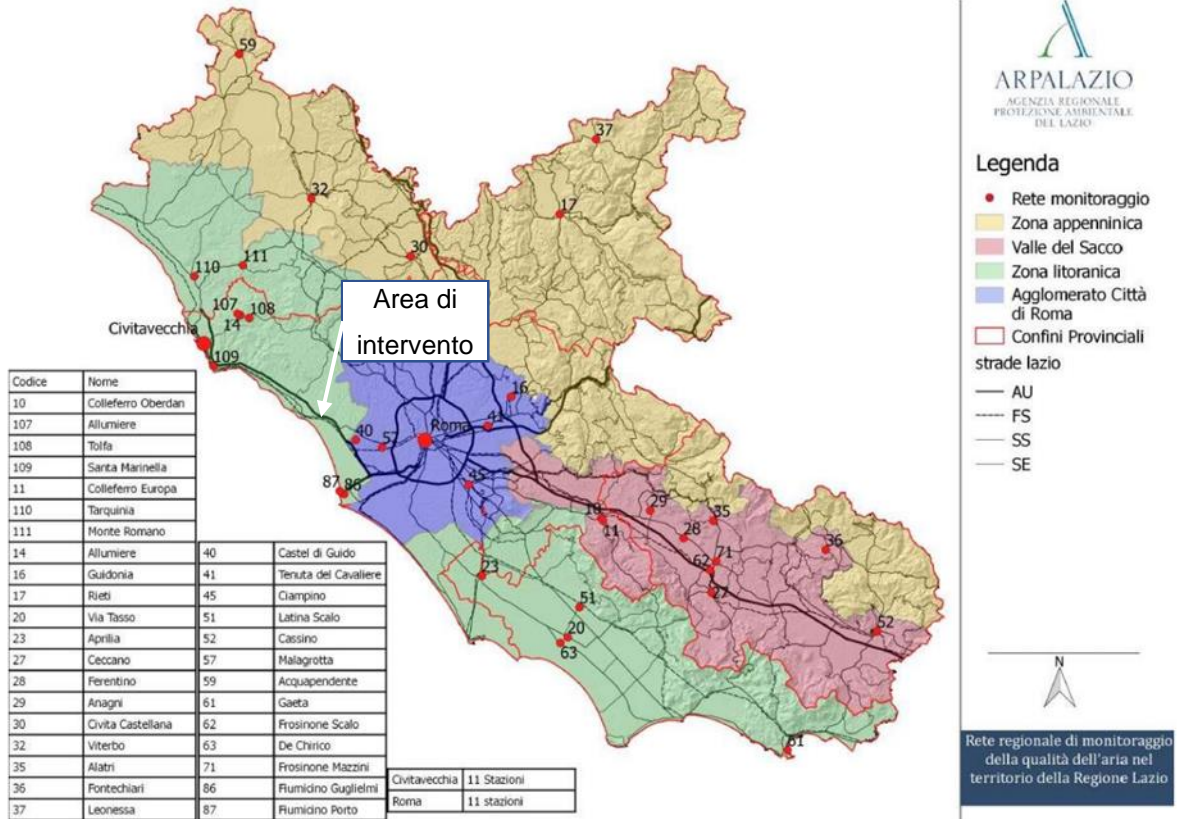 ARPALAZIO
AGENZIA REGIONALE
PROTEZIONE AMBIENTALE
DEL LAZIO
Legenda
Rete monitoraggio
Zona appenninica
Valle del Sacco
Zona litoranica
Agglomerato Città
di Roma
Confini Provinciali
strade lazio
AU
FS
SS
SE
N
Rete regionale di monitoraggio
della qualità dell'aria nel
territorio della Regione Lazio
59
37
32
17
30
111
110
107
108
14
Area di
intervento
Civitavecchia
109
16
41
Roma
40
57
87
86
45
29
10
11
35
28
36
62
71
27
23
51
20
63
52
61
Codice Nome
10 Colleferro Oberdan
107 Allumiere
108 Tolfa
109 Santa Marinella
11 Colleferro Europa
110 Tarquinia
111 Monte Romano
14 Allumiere 40 Castel di Guido
16 Guidonia 41 Tenuta del Cavaliere
17 Rieti 45 Ciampino
20 Via Tasso 51 Latina Scalo
23 Aprilia 52 Cassino
27 Ceccano 57 Malagrotta
28 Ferentino 59 Acquapendente
29 Anagni 61 Gaeta
30 Civita Castellana 62 Frosinone Scalo
32 Viterbo 63 De Chirico
35 Alatri 71 Frosinone Mazzini
36 Fontechiari 86 Fiumicino Guglielmi
37 Leonessa 87 Fiumicino Porto
Civitavecchia 11 Stazioni
Roma 11 stazioni